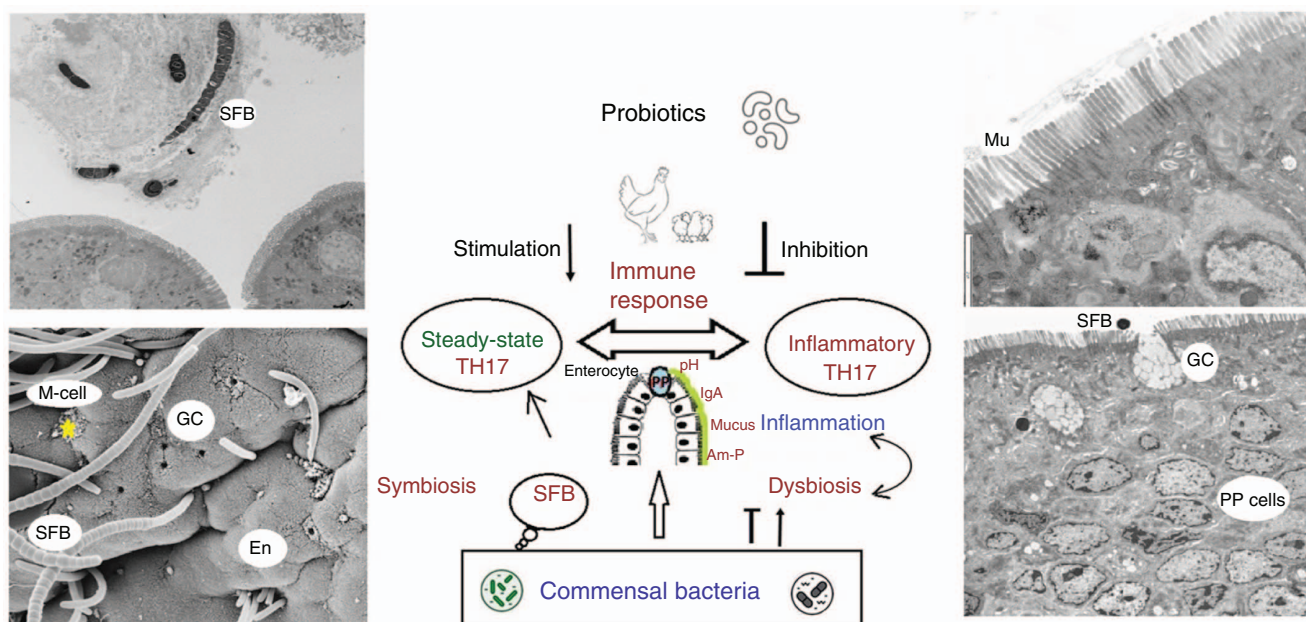 SFB
M-cell
GC
SFB
En
Probiotics
Stimulation
Inhibition
Immune
response
Steady-state
TH17
Inflammatory
TH17
Enterocyte
PP
pH
IgA
Mucus
Am-P
Inflammation
Symbiosis
SFB
Dysbiosis
Commensal bacteria
Mu
SFB
GC
PP cells